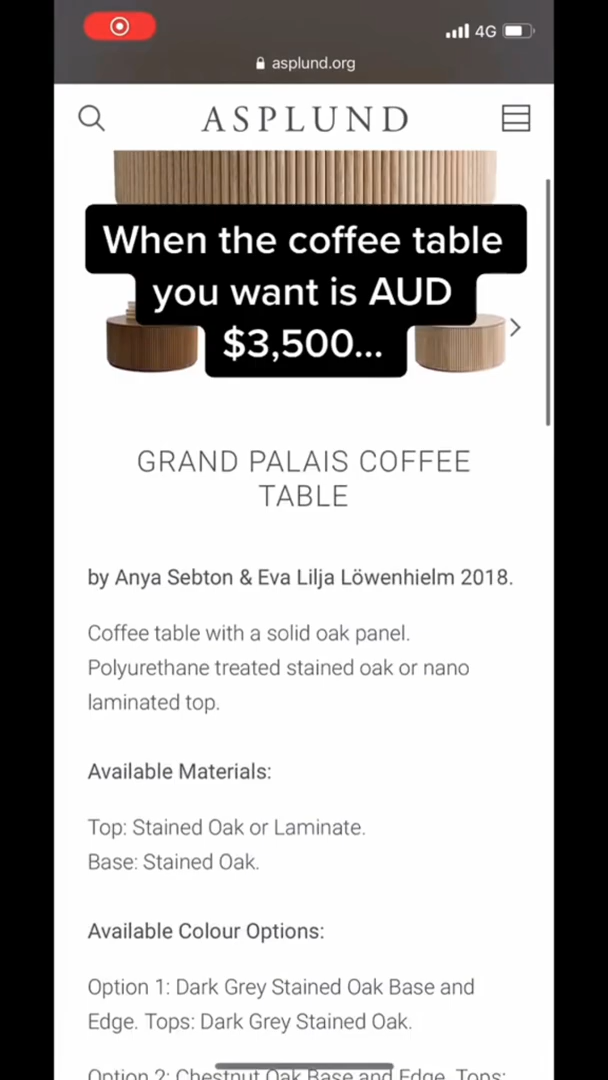 4G
asplund.org
ASPLUND
When the coffee table
you want is AUD
$3,500...
GRAND PALAIS COFFEE
TABLE
by Anya Sebton & Eva Lilja Löwenhielm 2018.
Coffee table with a solid oak panel.
Polyurethane treated stained oak or nano
laminated top.
Available Materials:
Top: Stained Oak or Laminate.
Base: Stained Oak.
Available Colour Options:
Option 1: Dark Grey Stained Oak Base and
Edge. Tops: Dark Grey Stained Oak.
Option 2: Chestnut Oak Base and Edge. Tops: